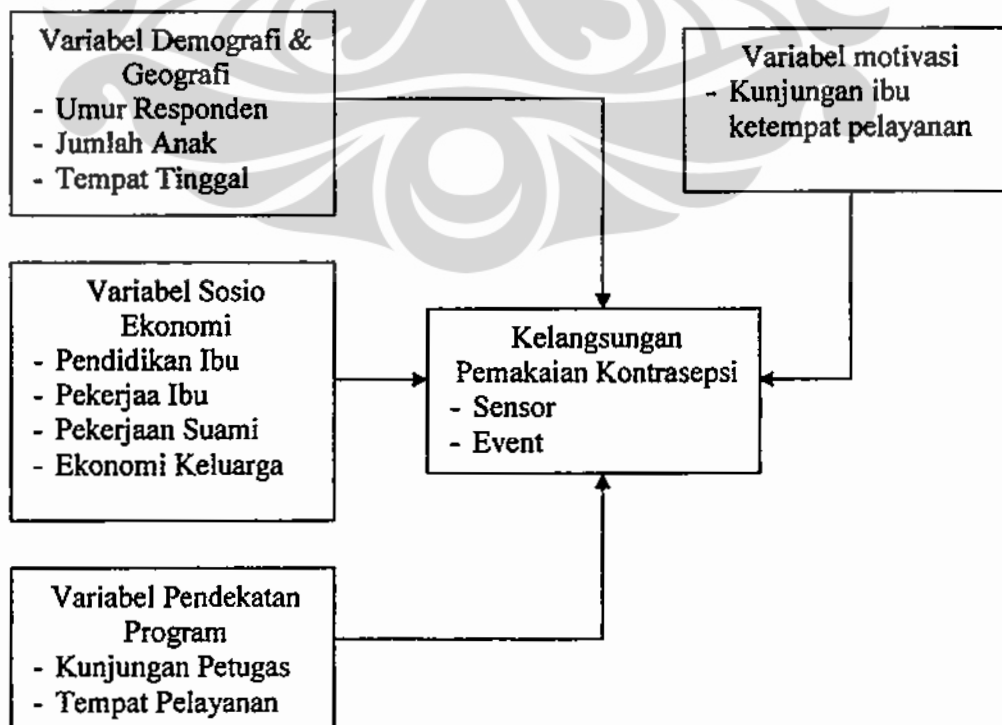 Variabel Demografi &
Geografi
- Umur Responden
- Jumlah Anak
- Tempat Tinggal
Variabel motivasi
- Kunjungan ibu
ketempat pelayanan
Variabel Sosio
Ekonomi
- Pendidikan Ibu
- Pekerjaa Ibu
- Pekerjaan Suami
- Ekonomi Keluarga
Kelangsungan
Pemakaian Kontrasepsi
- Sensor
- Event
Variabel Pendekatan
Program
- Kunjungan Petugas
- Tempat Pelayanan